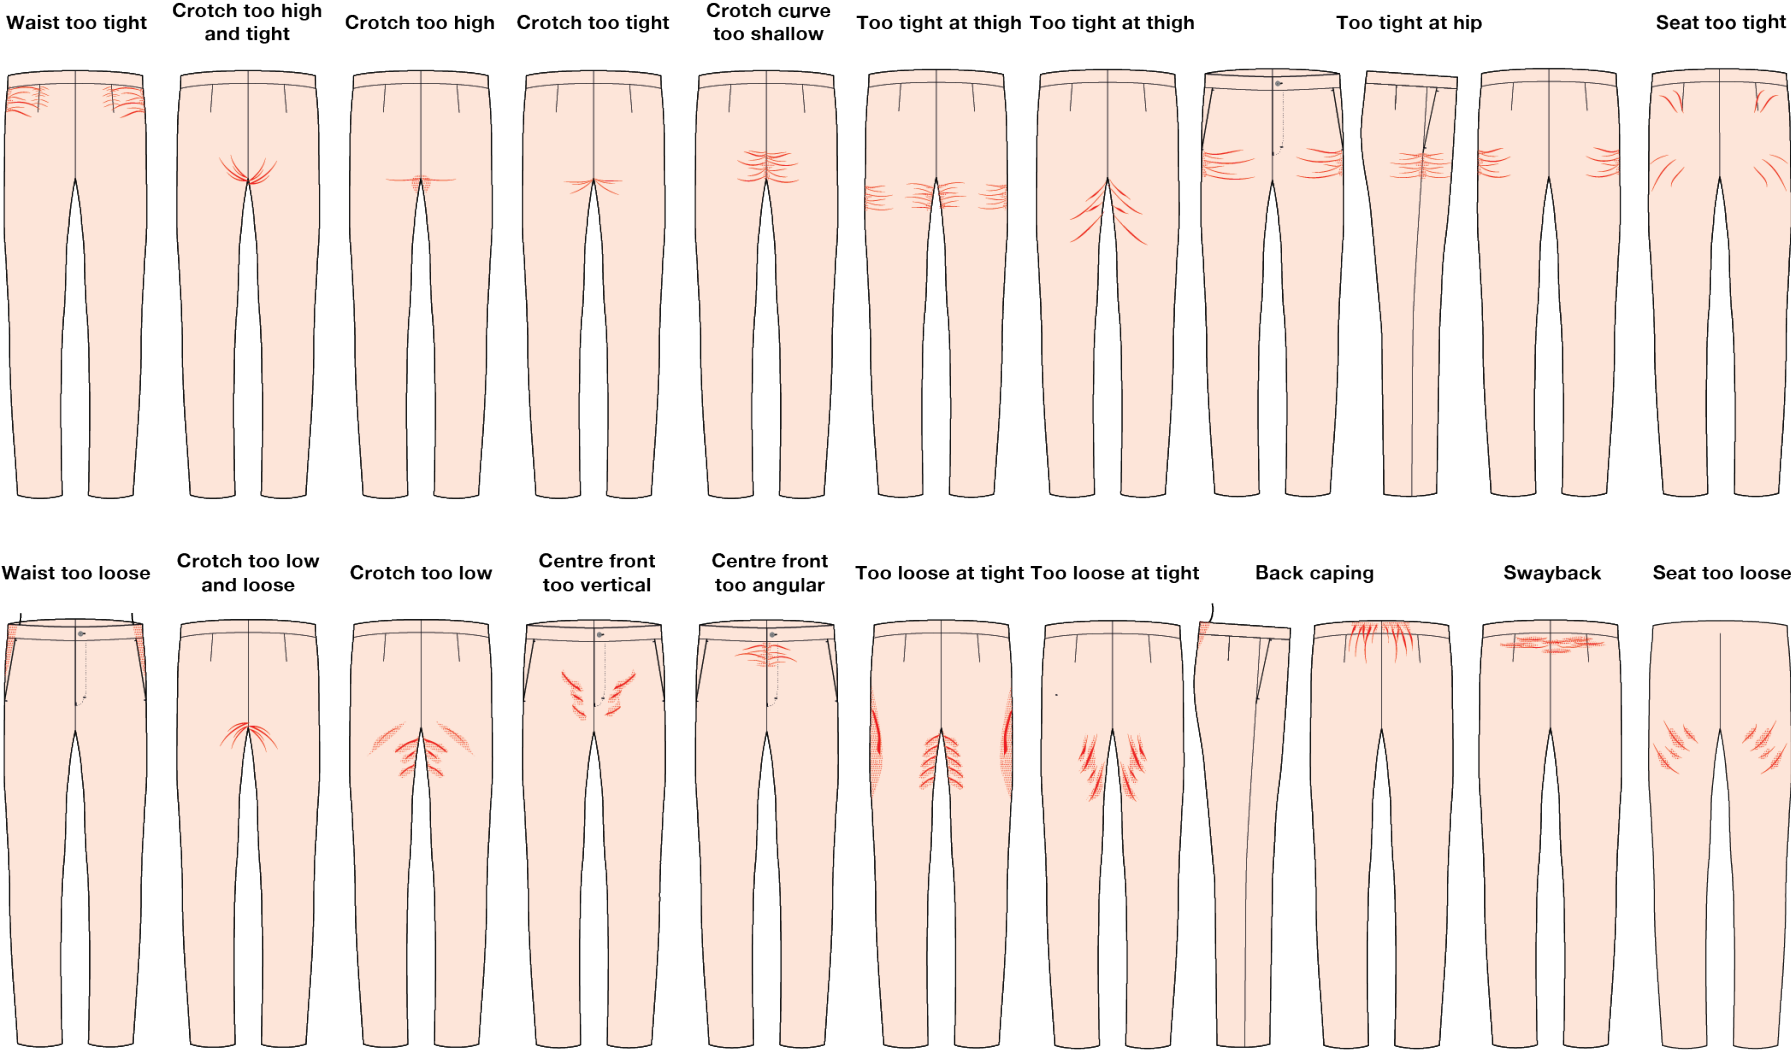 Waist too tight
Crotch too high
and tight
Crotch too high
Crotch too tight
Crotch curve
too shallow
Too tight at thigh
Too tight at thigh
Too tight at hip
Seat too tight
Waist too loose
Crotch too low
and loose
Crotch too low
Centre front
too vertical
Centre front
too angular
Too loose at tight
Too loose at tight
Back caping
Swayback
Seat too loose